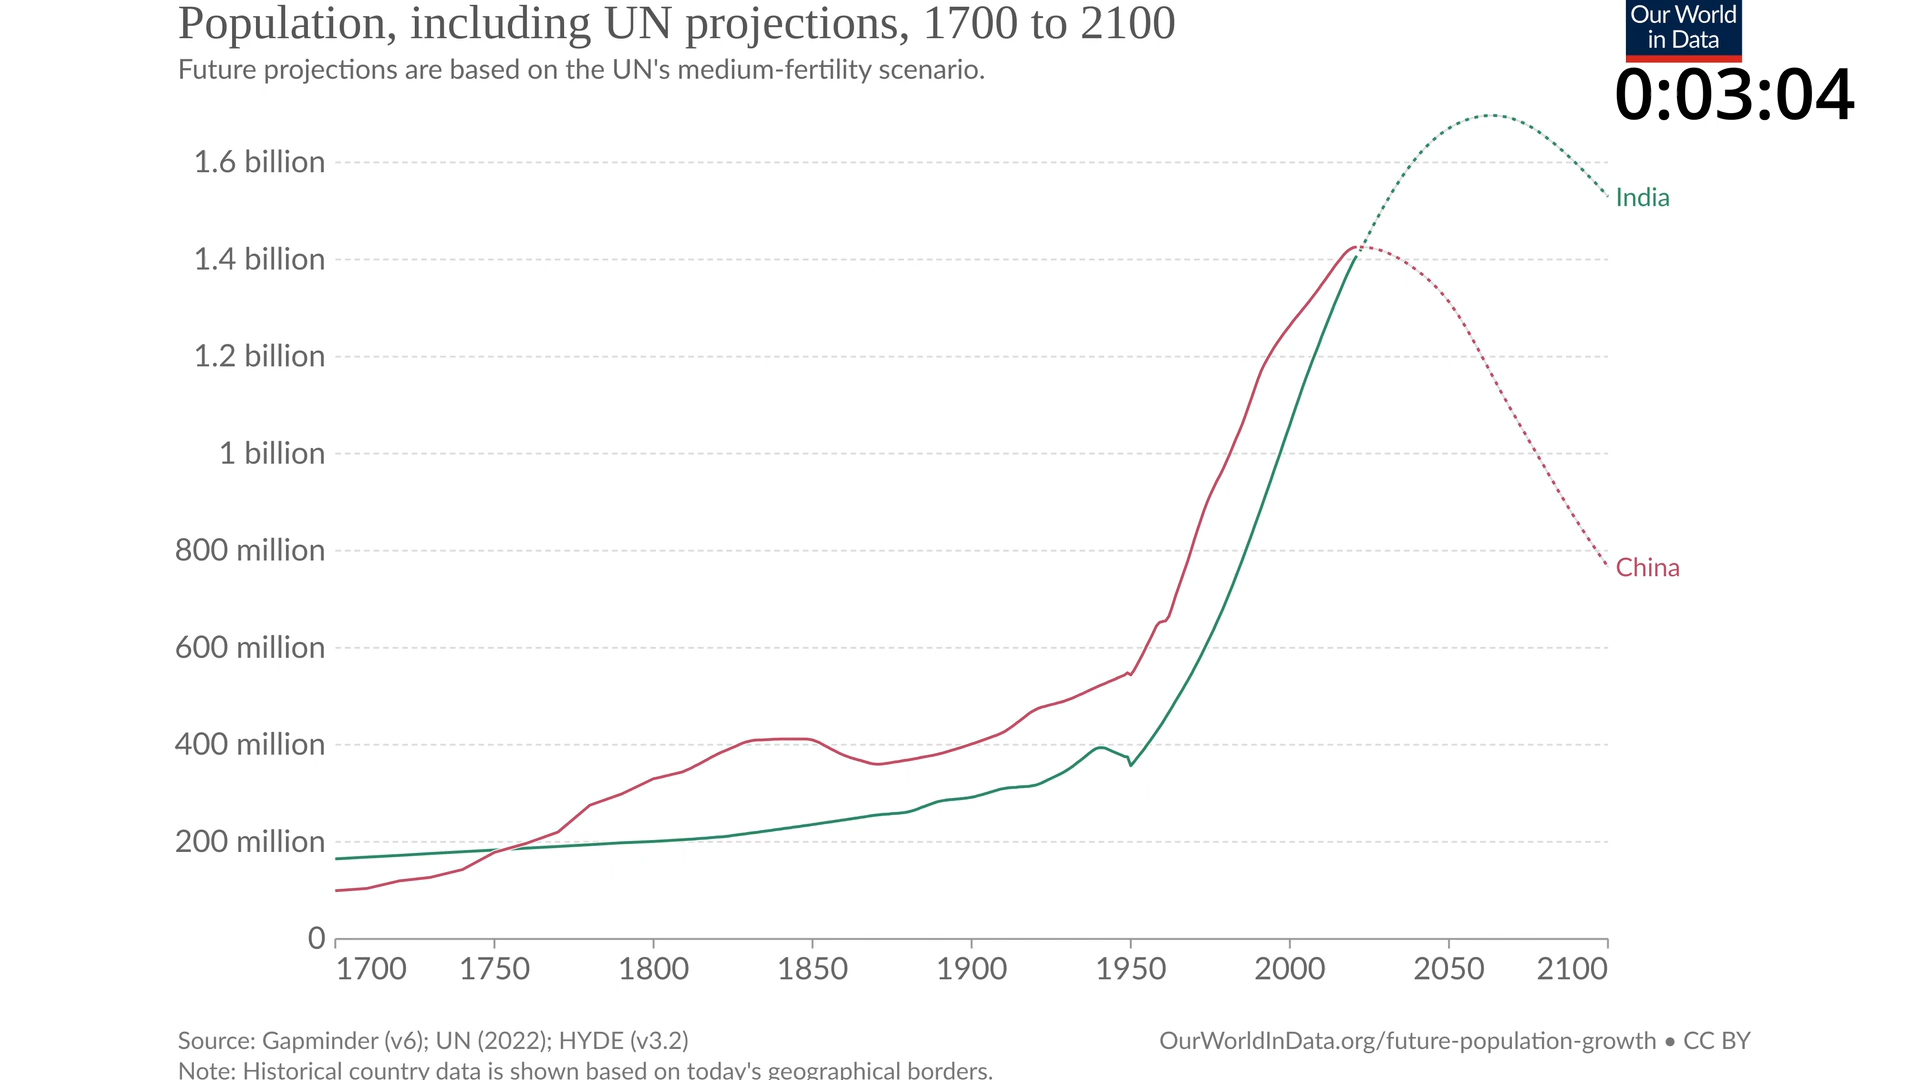 Population, including UN projections, 1700 to 2100
Our World
in Data
Future projections are based on the UN's medium-fertility scenario.
0:03:04
1.6 billion
India
1.4 billion
1.2 billion
1 billion
800 million
China
600 million
400 million
200 million
0
1700 1750 1800 1850 1900 1950 2000 2050 2100
Source: Gapminder (v6); UN (2022); HYDE (v3.2)
OurWorldInData.org/future-population-growth • CC BY
Note: Historical country data is shown based on today's geographical borders.